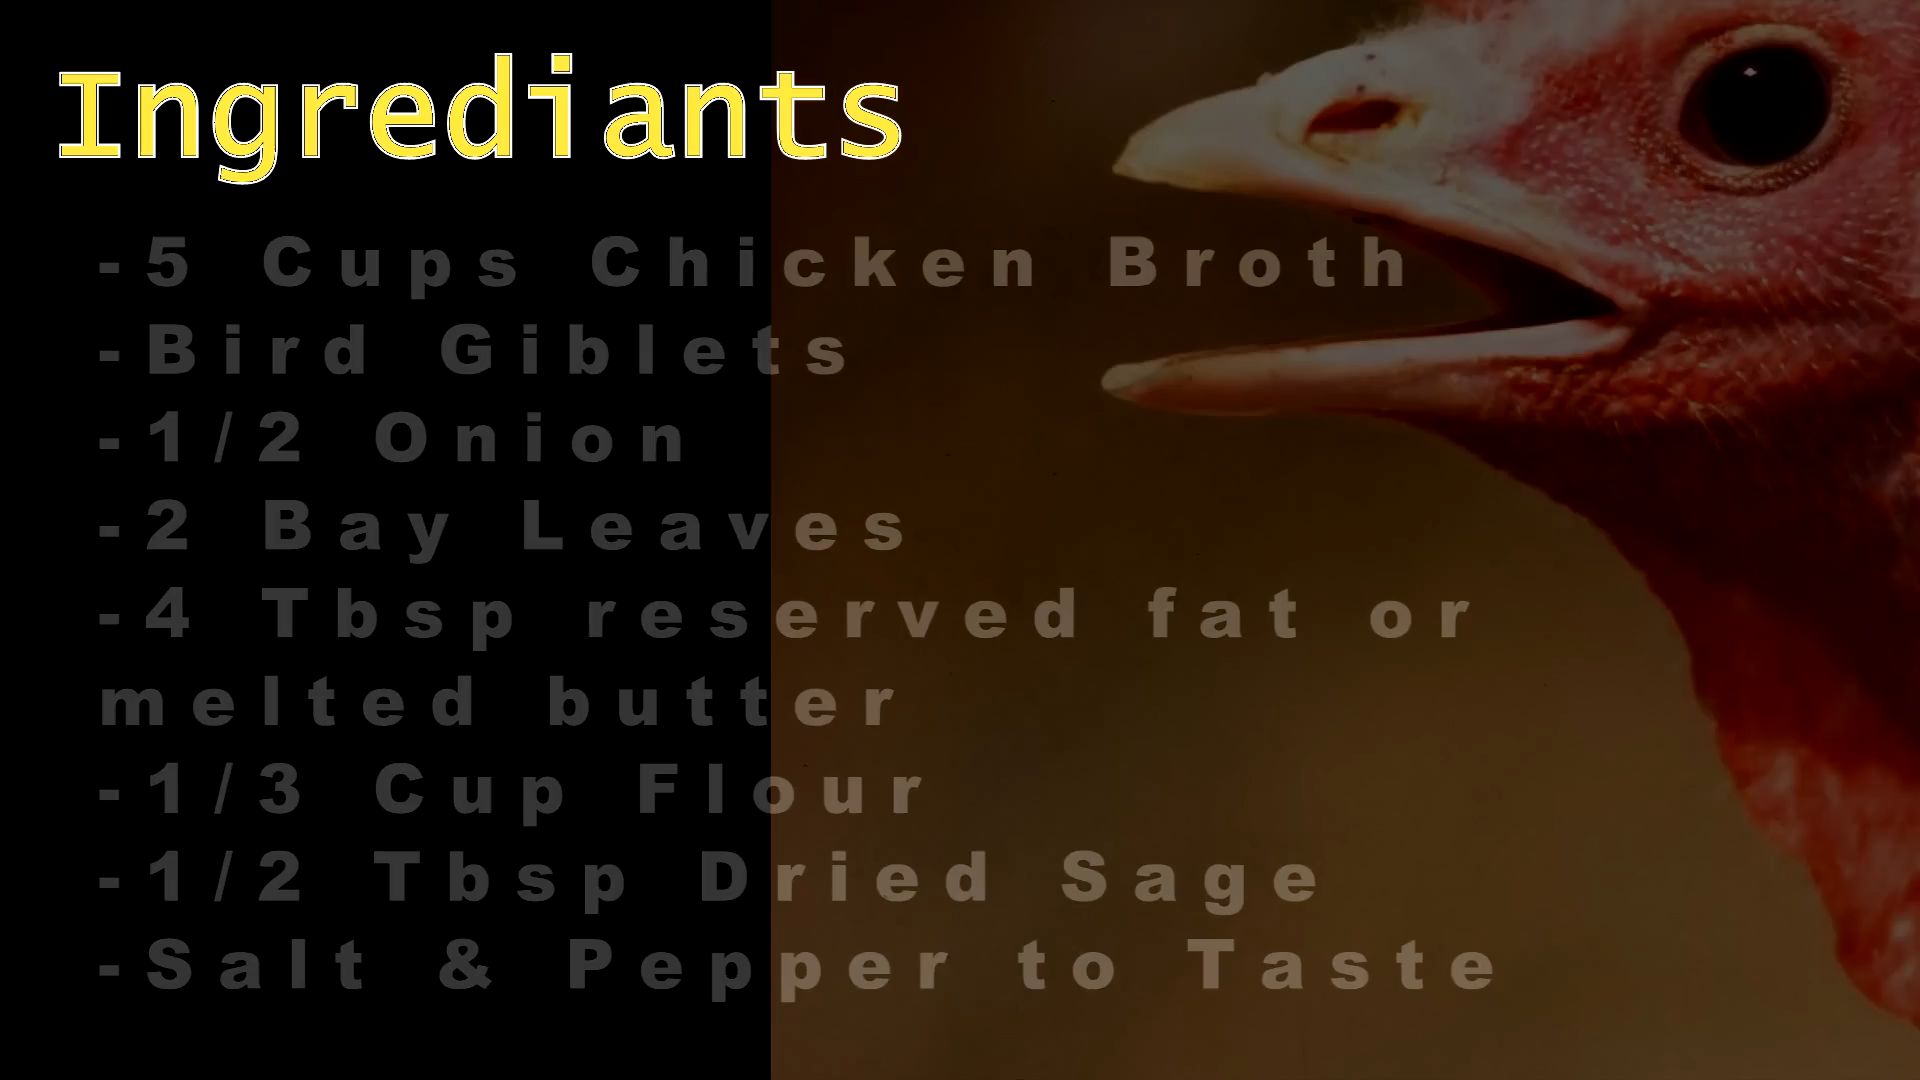 Ingrediants
-5 Cups Chicken Broth
-Bird Giblets
-1/2 Onion
-2 Bay Leaves
-4 Tbsp reserved fat or
melted butter
-1/3 Cup Flour
-1/2 Tbsp Dried Sage
-Salt & Pepper to Taste